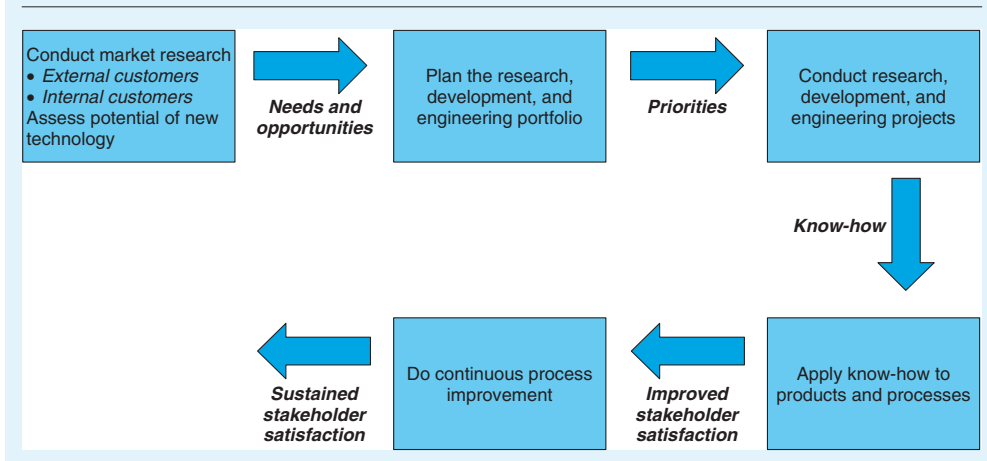 Conduct market research
• External customers
• Internal customers
Assess potential of new
technology
Needs and
opportunities
Plan the research,
development, and
engineering portfolio
Priorities
Conduct research,
development, and
engineering projects
Know-how
Apply know-how to
products and processes
Improved
stakeholder
satisfaction
Do continuous process
improvement
Sustained
stakeholder
satisfaction